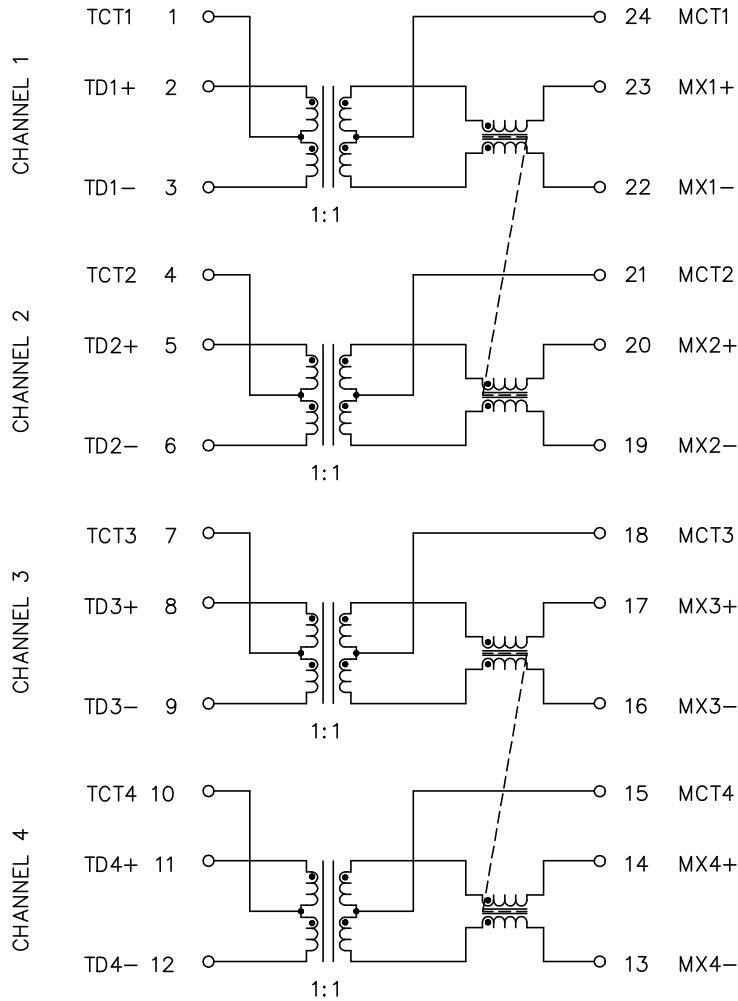 CHANNEL 1
TCT1 1 24 MCT1
TD1+ 2 23 MX1+
TD1− 3 22 MX1−
1:1
CHANNEL 2
TCT2 4 21 MCT2
TD2+ 5 20 MX2+
TD2− 6 19 MX2−
1:1
CHANNEL 3
TCT3 7 18 MCT3
TD3+ 8 17 MX3+
TD3− 9 16 MX3−
1:1
CHANNEL 4
TCT4 10 15 MCT4
TD4+ 11 14 MX4+
TD4− 12 13 MX4−
1:1